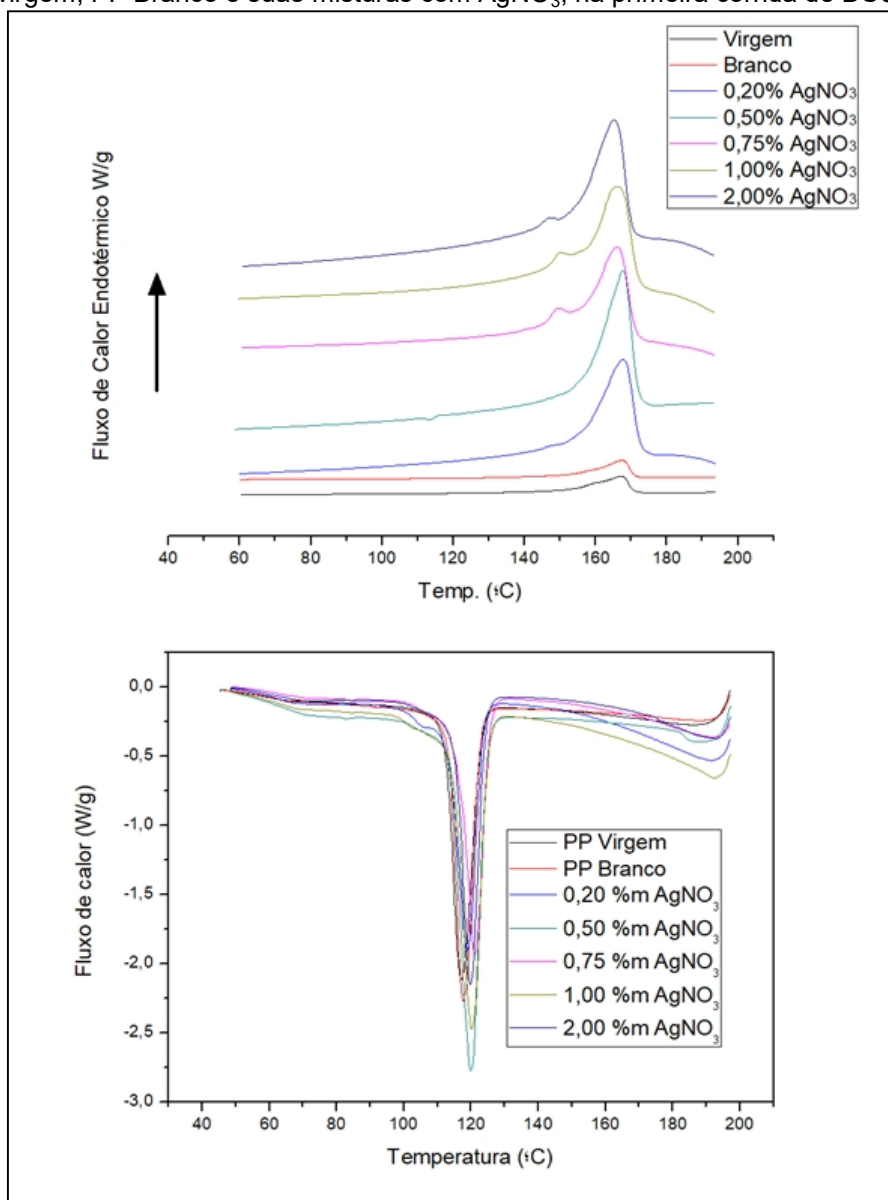 virgem, PP Branco e suas misturas com AgNO₃, na primeira corrida do DSC
Virgem
Branco
0,20% AgNO₃
0,50% AgNO₃
0,75% AgNO₃
1,00% AgNO₃
2,00% AgNO₃
Fluxo de Calor Endotérmico W/g
40 60 80 100 120 140 160 180 200
Temp. (°C)
0,0
-0,5
-1,0
-1,5
-2,0
-2,5
-3,0
Fluxo de calor (W/g)
PP Virgem
PP Branco
0,20 %m AgNO₃
0,50 %m AgNO₃
0,75 %m AgNO₃
1,00 %m AgNO₃
2,00 %m AgNO₃
40 60 80 100 120 140 160 180 200
Temperatura (°C)